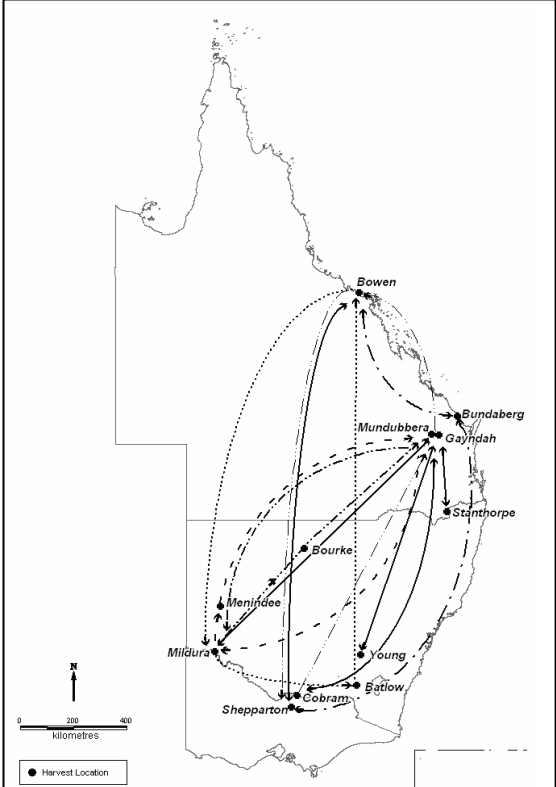 Bowen
Bundaberg
Mundubbera
Gayndah
Stanthorpe
Bourke
Menindee
Mildura
Young
Batlow
Cobram
Shepparton
N
0 200 400
kilometres
Harvest Location